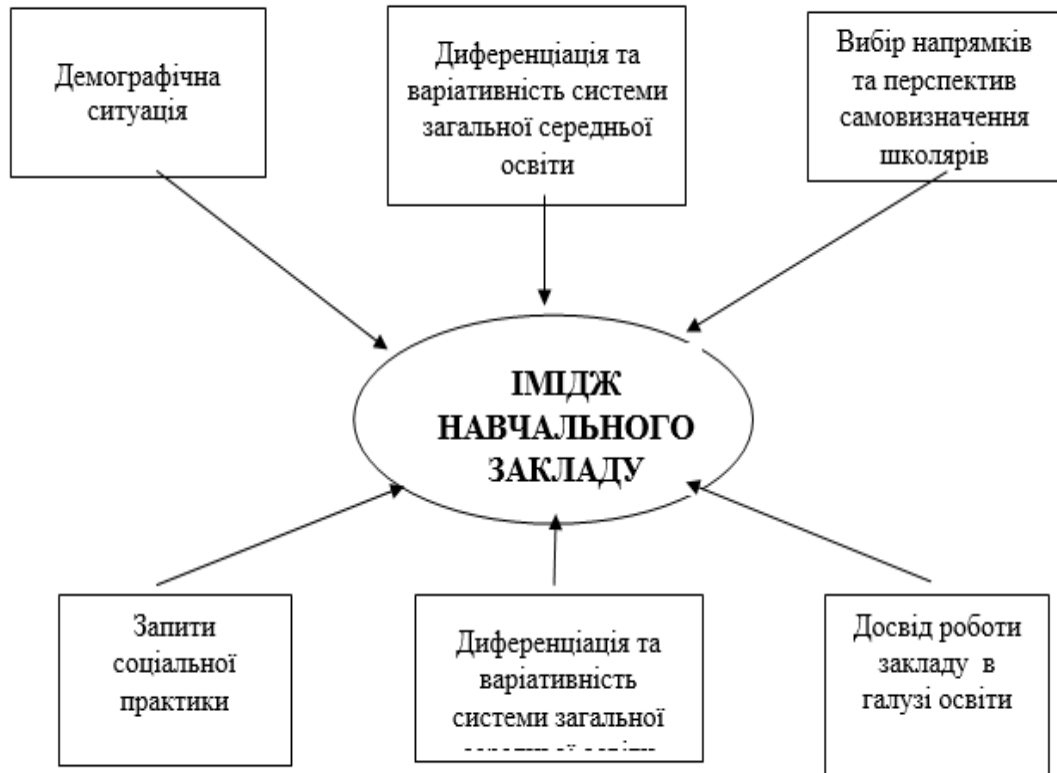 Демографічна
ситуація
Диференціація та
варіативність системи
загальної середньої
освіти
Вибір напрямків
та перспектив
самовизначення
школярів
ІМІДЖ
НАВЧАЛЬНОГО
ЗАКЛАДУ
Запити
соціальної
практики
Диференціація та
варіативність
системи загальної
Досвід роботи
закладу в
галузі освіти